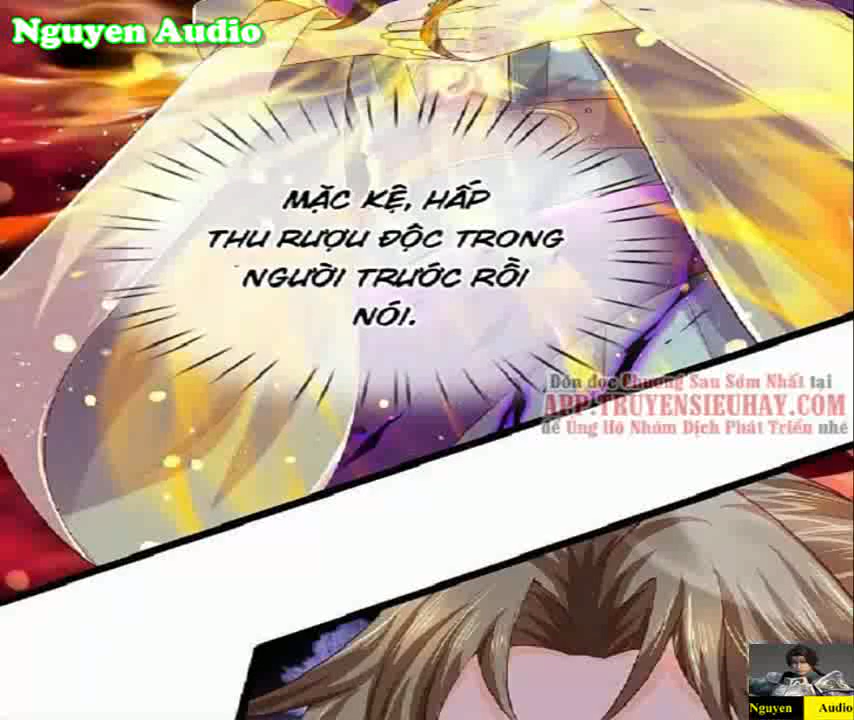 Nguyen Audio
MẶC KỆ, HẤP
THU RƯỢU ĐỘC TRONG
NGƯỜI TRƯỚC RỒI
NÓI.
Đón đọc Chương Sau Sớm Nhất tại
APP.TRUYENSIEUHAY.COM
để Ủng Hộ Nhóm Dịch Phát Triển nhé
Nguyen Audio